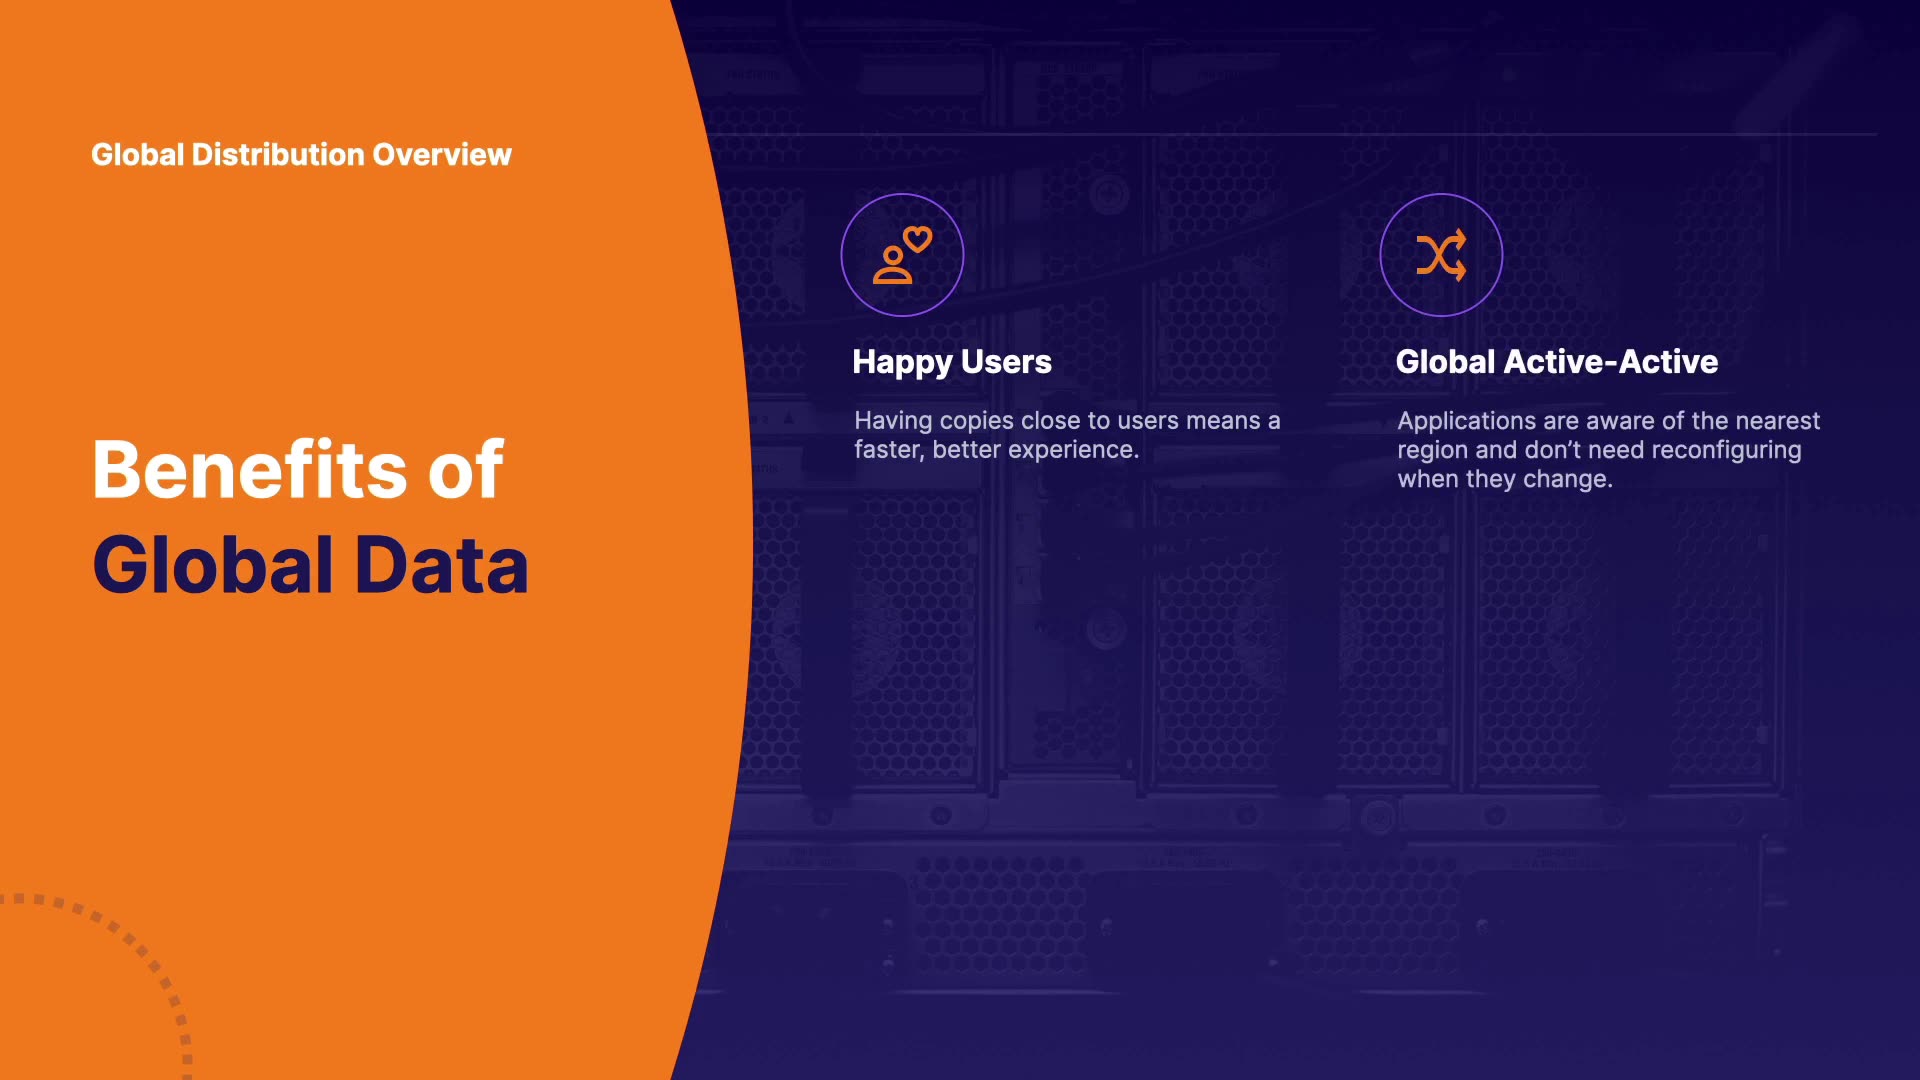 Global Distribution Overview
Benefits of
Global Data
Happy Users
Having copies close to users means a
faster, better experience.
Global Active-Active
Applications are aware of the nearest
region and don’t need reconfiguring
when they change.